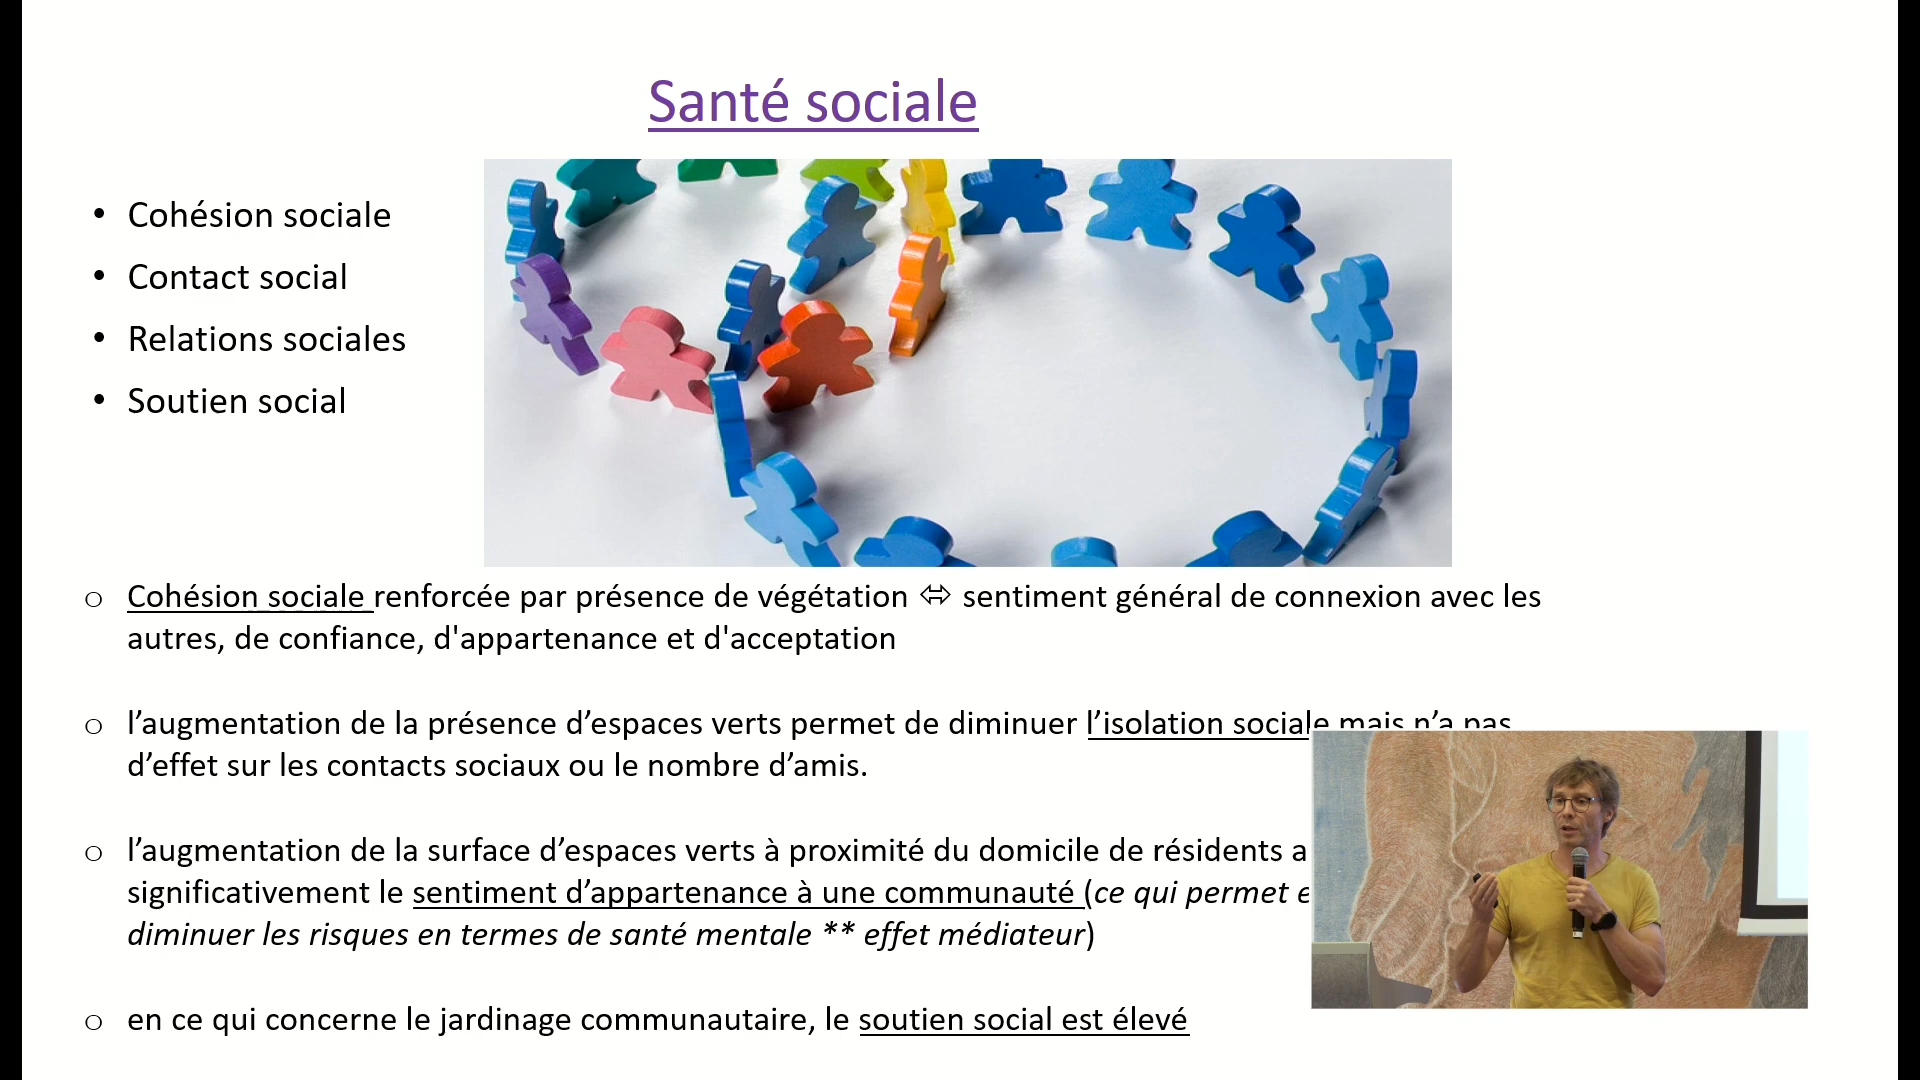 Santé sociale
• Cohésion sociale
• Contact social
• Relations sociales
• Soutien social
o Cohésion sociale renforcée par présence de végétation ⬄ sentiment général de connexion avec les
autres, de confiance, d'appartenance et d'acceptation
o l’augmentation de la présence d’espaces verts permet de diminuer l’isolation sociale mais n’a pas
d’effet sur les contacts sociaux ou le nombre d’amis.
o l’augmentation de la surface d’espaces verts à proximité du domicile de résidents
significativement le sentiment d’appartenance à une communauté (ce qui permet
diminuer les risques en termes de santé mentale ** effet médiateur)
o en ce qui concerne le jardinage communautaire, le soutien social est élevé